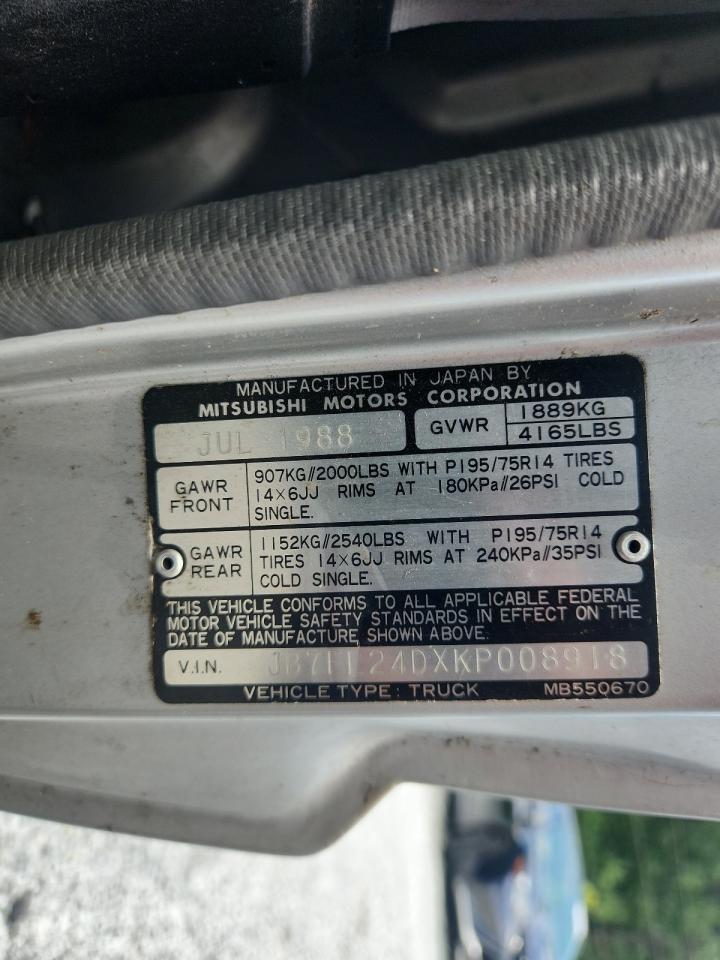 MANUFACTURED IN JAPAN BY
MITSUBISHI MOTORS CORPORATION
JUL 1988
GVWR
1889KG
4165LBS
GAWR
FRONT
907KG//2000LBS WITH P195/75R14 TIRES
14×6JJ RIMS AT 180KPa//26PSI COLD
SINGLE.
GAWR
REAR
1152KG//2540LBS WITH P195/75R14
TIRES 14×6JJ RIMS AT 240KPa//35PSI
COLD SINGLE.
THIS VEHICLE CONFORMS TO ALL APPLICABLE FEDERAL
MOTOR VEHICLE SAFETY STANDARDS IN EFFECT ON THE
DATE OF MANUFACTURE SHOWN ABOVE.
V.I.N. JB7FL24DXKP008918
VEHICLE TYPE: TRUCK MB550670